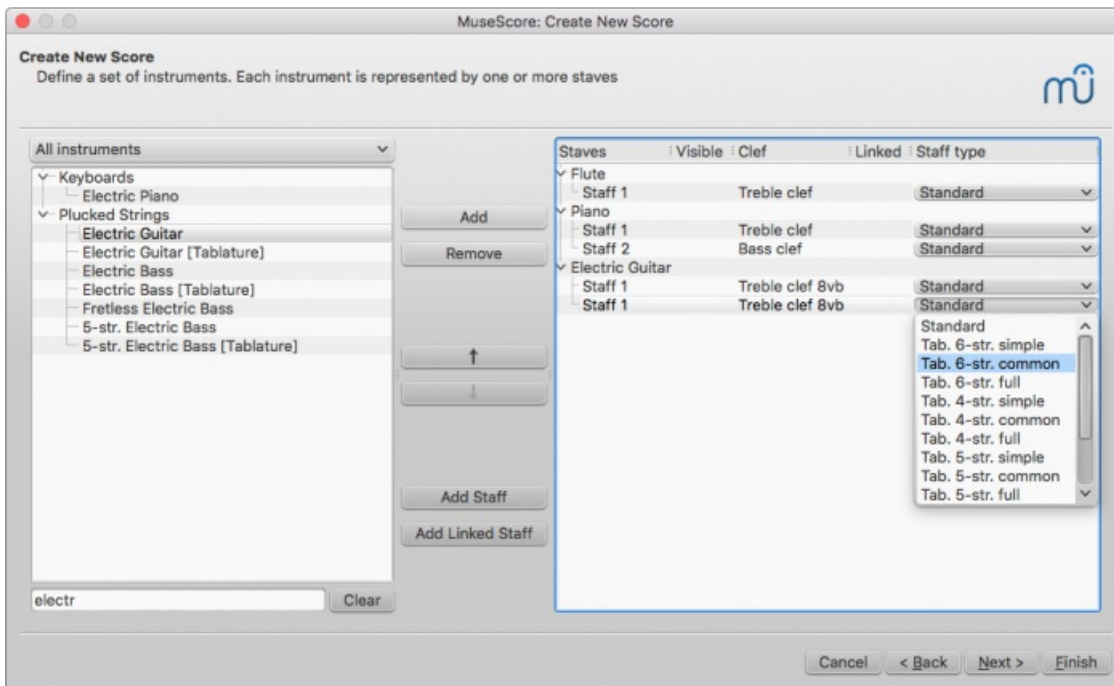 MuseScore: Create New Score
Create New Score
Define a set of instruments. Each instrument is represented by one or more staves
mu
All instruments
Keyboards
Electric Piano
Plucked Strings
Electric Guitar
Electric Guitar [Tablature]
Electric Bass
Electric Bass [Tablature]
Fretless Electric Bass
5-str. Electric Bass
5-str. Electric Bass [Tablature]
electr Clear
Add
Remove
↑
↓
Add Staff
Add Linked Staff
Staves Visible Clef Linked Staff type
Flute
Staff 1 Treble clef Standard
Piano
Staff 1 Treble clef Standard
Staff 2 Bass clef Standard
Electric Guitar
Staff 1 Treble clef 8vb Standard
Staff 1 Treble clef 8vb Standard
Standard
Tab. 6-str. simple
Tab. 6-str. common
Tab. 6-str. full
Tab. 4-str. simple
Tab. 4-str. common
Tab. 4-str. full
Tab. 5-str. simple
Tab. 5-str. common
Tab. 5-str. full
Cancel < Back Next > Finish